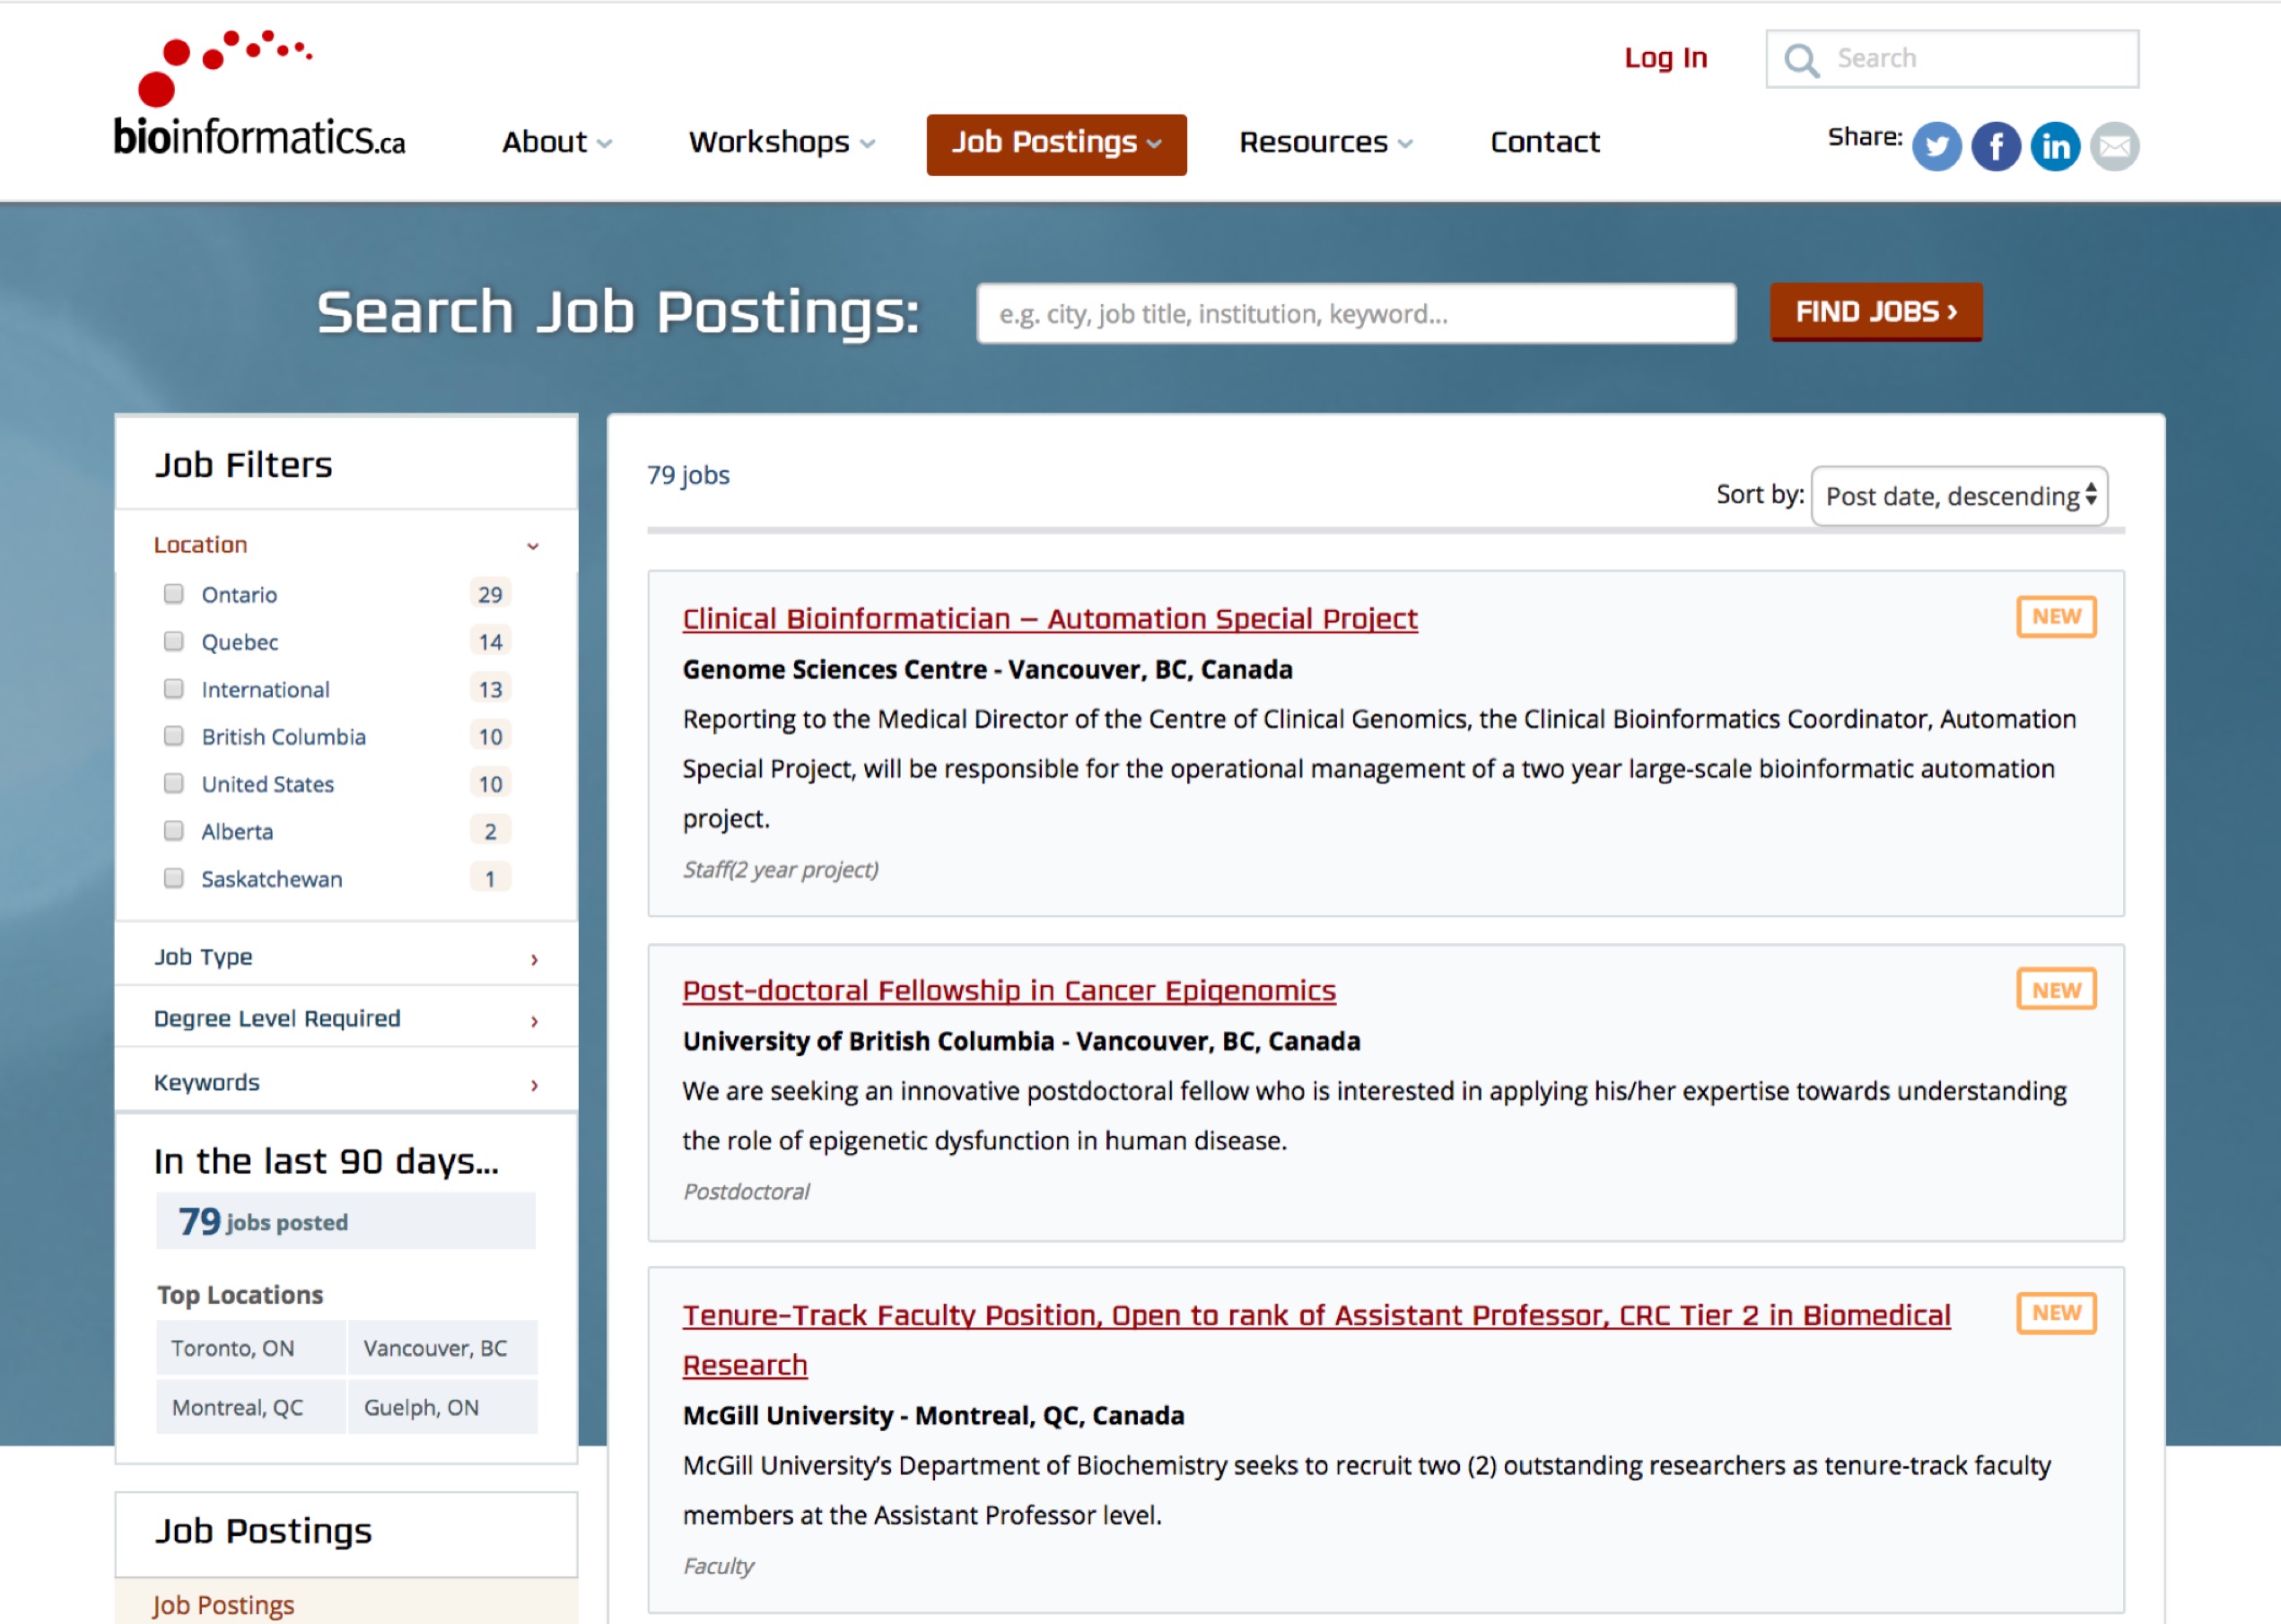 Log In
Search
bioinformatics.ca
About
Workshops
Job Postings
Resources
Contact
Share:
Search Job Postings:
e.g. city, job title, institution, keyword...
FIND JOBS ›
Job Filters
Location
Ontario 29
Quebec 14
International 13
British Columbia 10
United States 10
Alberta 2
Saskatchewan 1
Job Type ›
Degree Level Required ›
Keywords ›
In the last 90 days...
79 jobs posted
Top Locations
Toronto, ON
Vancouver, BC
Montreal, QC
Guelph, ON
Job Postings
Job Postings
79 jobs
Sort by: Post date, descending
Clinical Bioinformatician – Automation Special Project
NEW
Genome Sciences Centre - Vancouver, BC, Canada
Reporting to the Medical Director of the Centre of Clinical Genomics, the Clinical Bioinformatics Coordinator, Automation
Special Project, will be responsible for the operational management of a two year large-scale bioinformatic automation
project.
Staff(2 year project)
Post-doctoral Fellowship in Cancer Epigenomics
NEW
University of British Columbia - Vancouver, BC, Canada
We are seeking an innovative postdoctoral fellow who is interested in applying his/her expertise towards understanding
the role of epigenetic dysfunction in human disease.
Postdoctoral
Tenure-Track Faculty Position, Open to rank of Assistant Professor, CRC Tier 2 in Biomedical
Research
NEW
McGill University - Montreal, QC, Canada
McGill University's Department of Biochemistry seeks to recruit two (2) outstanding researchers as tenure-track faculty
members at the Assistant Professor level.
Faculty